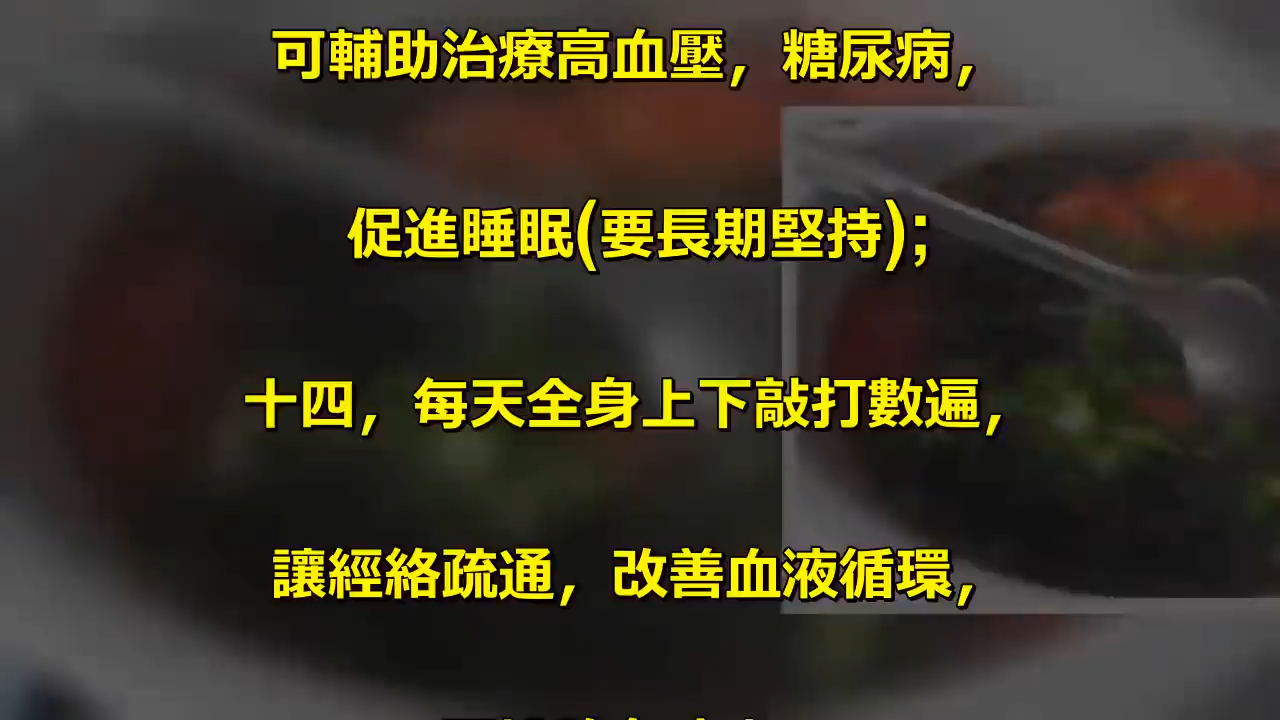 可輔助治療高血壓，糖尿病，
促進睡眠(要長期堅持)；
十四，每天全身上下敲打數遍，
讓經絡疏通，改善血液循環，